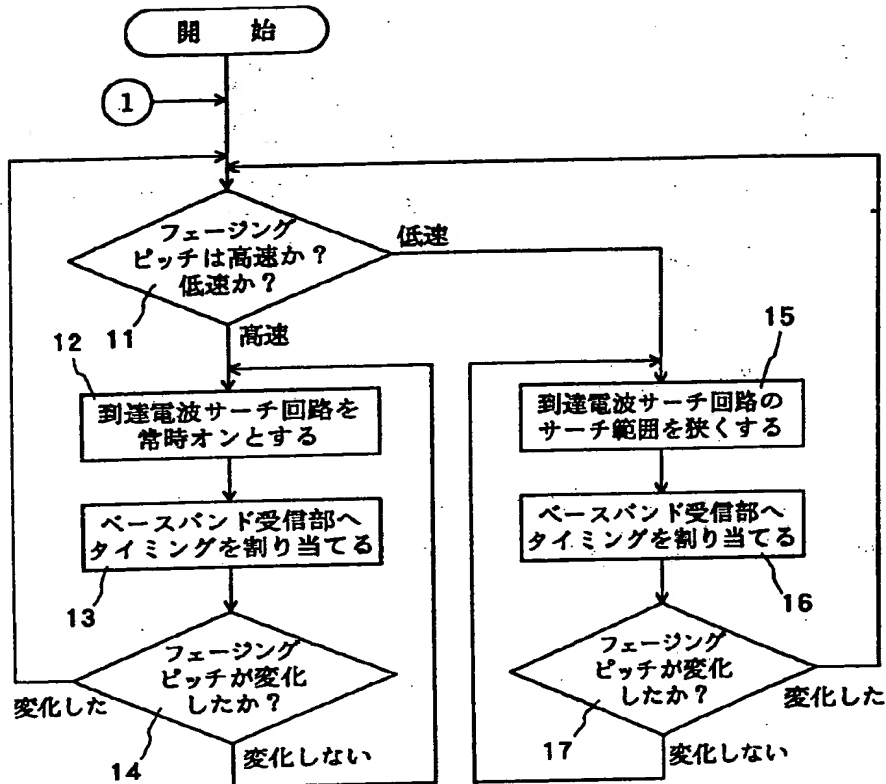 開 始
1
フェージング
ピッチは高速か?
低速か?
低速
11
高速
12
到達電波サーチ回路を
常時オンとする
ベースバンド受信部へ
タイミングを割り当てる
13
フェージング
ピッチが変化
したか?
変化した
14
変化しない
15
到達電波サーチ回路の
サーチ範囲を狭くする
ベースバンド受信部へ
タイミングを割り当てる
16
フェージング
ピッチが変化
したか?
変化した
17
変化しない